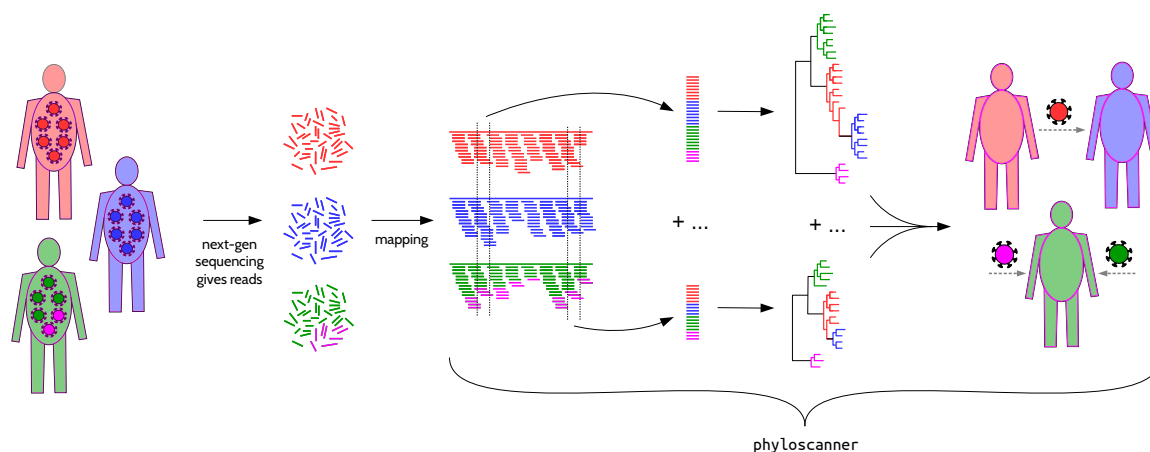 next-gen
sequencing
gives reads
mapping
+ ...
+ ...
phyloscanner